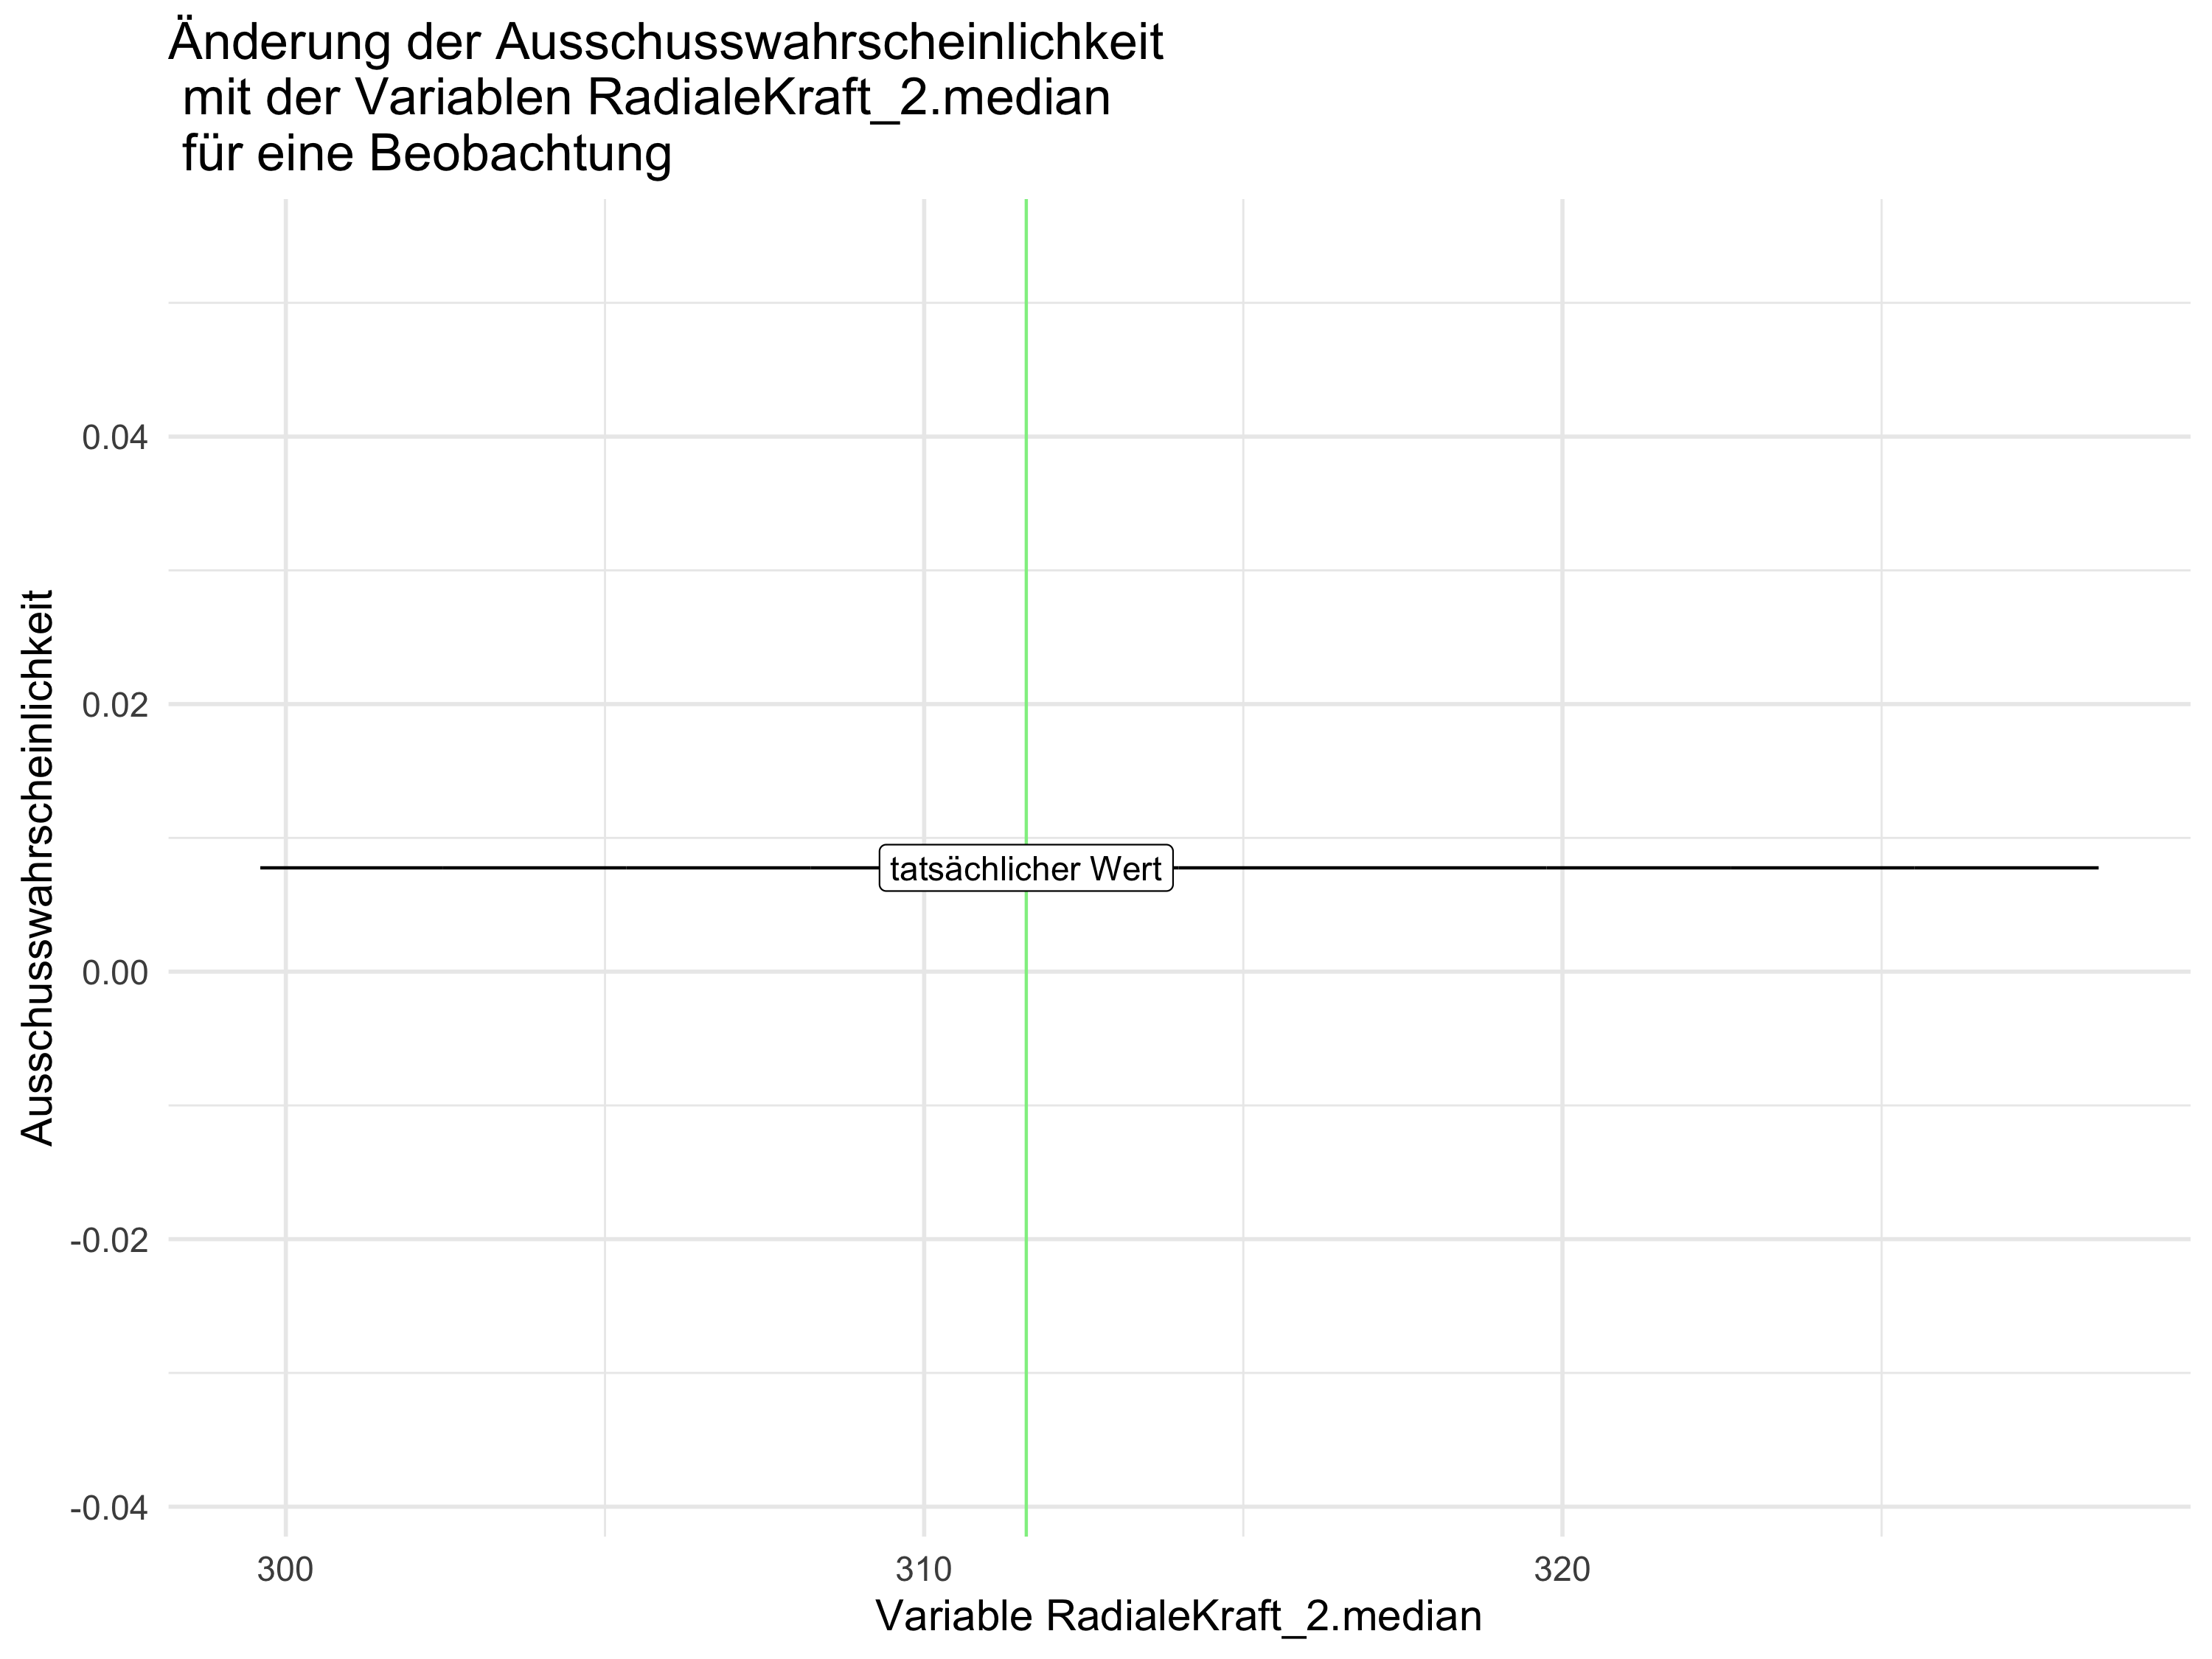 Änderung der Ausschusswahrscheinlichkeit
mit der Variablen RadialeKraft_2.median
für eine Beobachtung
Ausschusswahrscheinlichkeit
0.04
0.02
0.00
-0.02
-0.04
tatsächlicher Wert
300
310
320
Variable RadialeKraft_2.median